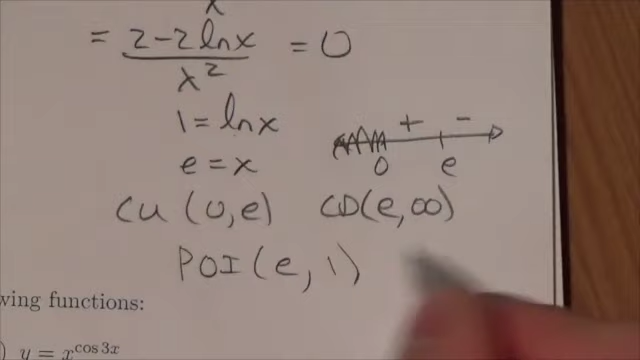 x
= 2 - 2 ln x / x² = 0
1 = ln x
+ -
e = x
0 e
CU (0, e) CD (e, ∞)
POI (e, 1)
wing functions:
) y = x^{cos 3x}